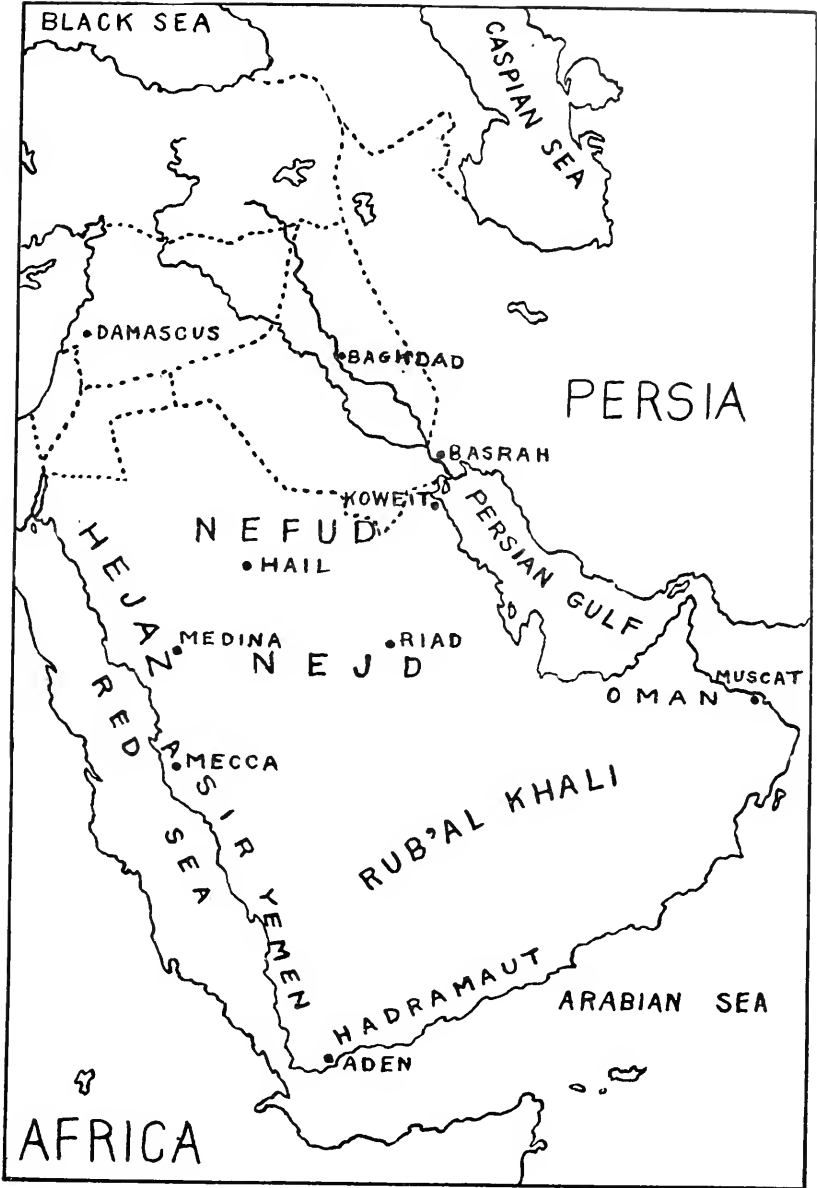 BLACK SEA
CASPIAN SEA
DAMASCUS
BAGHDAD
PERSIA
BASRAH
KOWEIT
PERSIAN GULF
NEFUD
HAIL
HEJAZ
MEDINA
RIAD
NEJD
MUSCAT
OMAN
RED SEA
MECCA
ASIR
RUB'AL KHALI
YEMEN
HADRAMAUT
ARABIAN SEA
ADEN
AFRICA